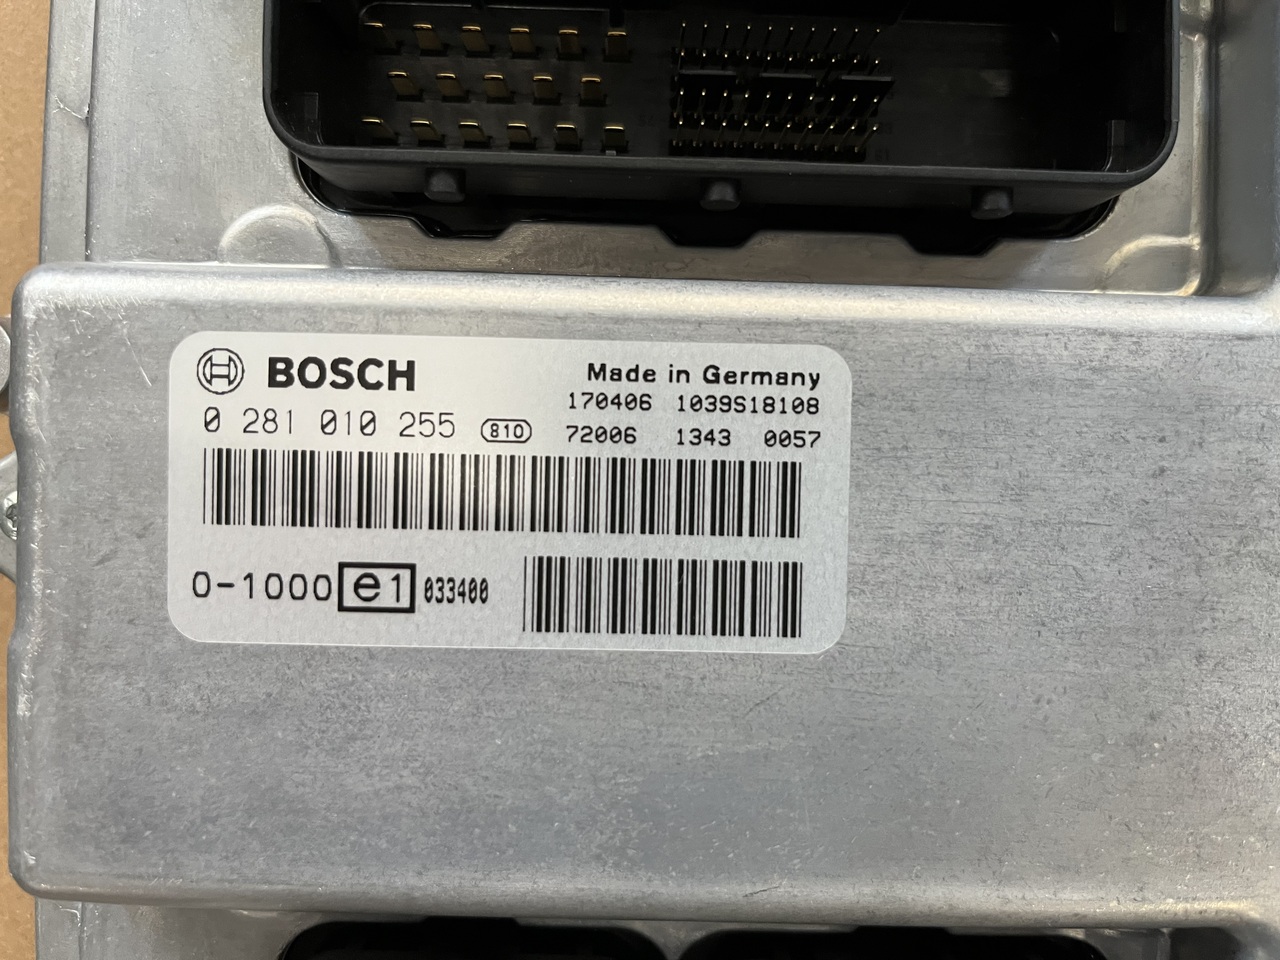 BOSCH
Made in Germany
170406 1039S18108
0 281 010 255 810
72006 1343 0057
0-1000 e1 033400